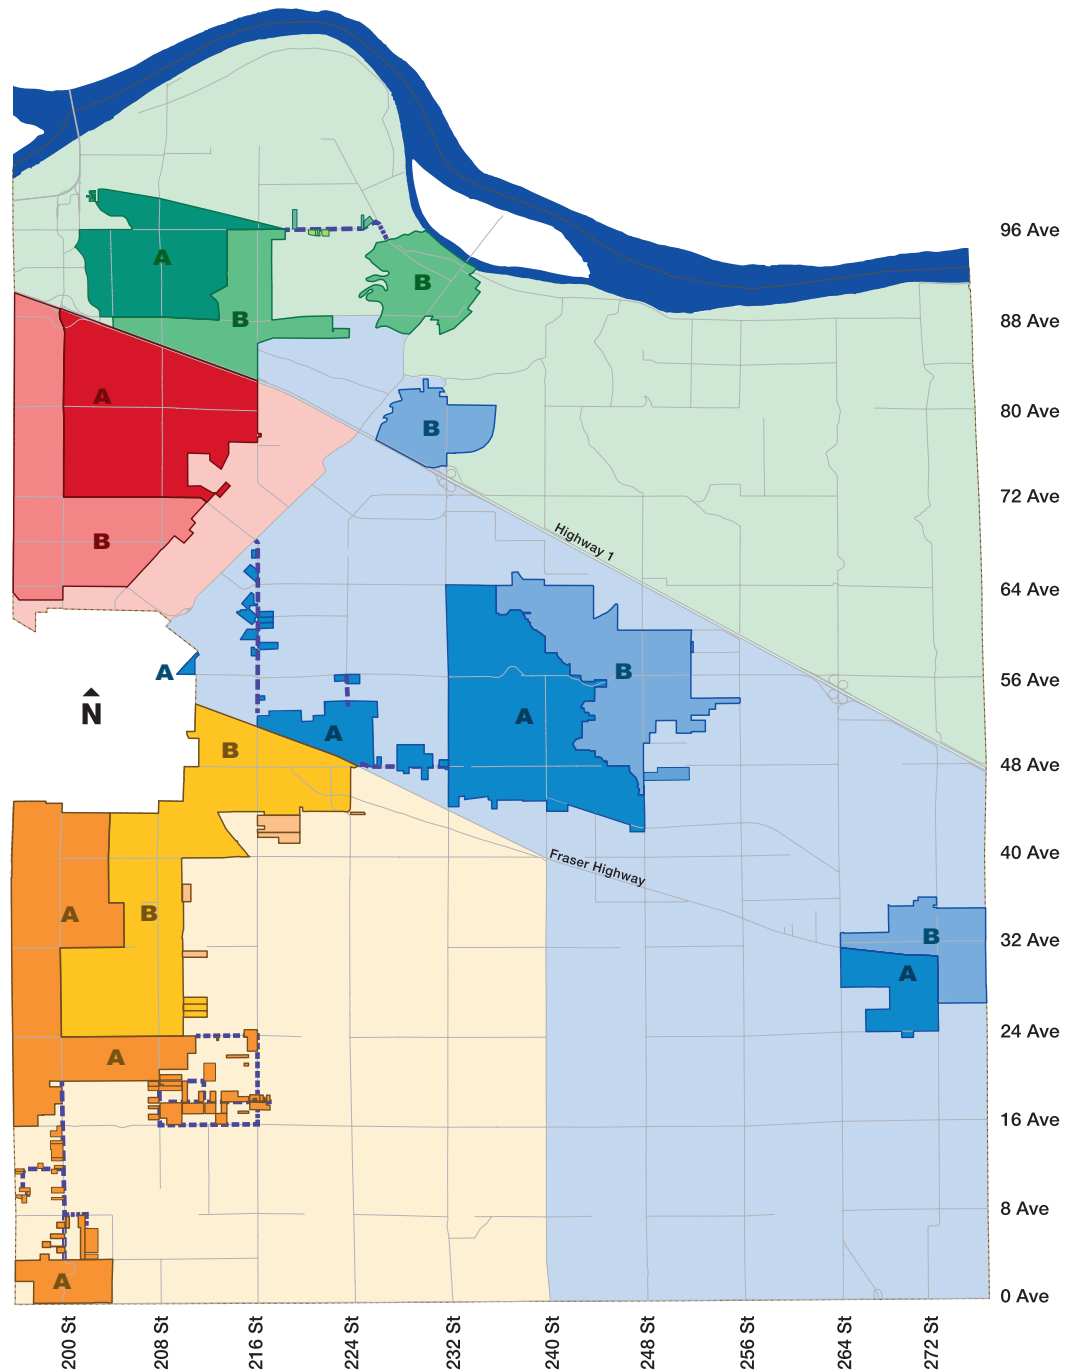 96 Ave
A
B
B
88 Ave
A
80 Ave
B
72 Ave
B
Highway 1
64 Ave
A
B
56 Ave
N
A
A
B
48 Ave
40 Ave
Fraser Highway
A
B
B
32 Ave
A
24 Ave
A
16 Ave
8 Ave
A
0 Ave
200 St
208 St
216 St
224 St
232 St
240 St
248 St
256 St
264 St
272 St